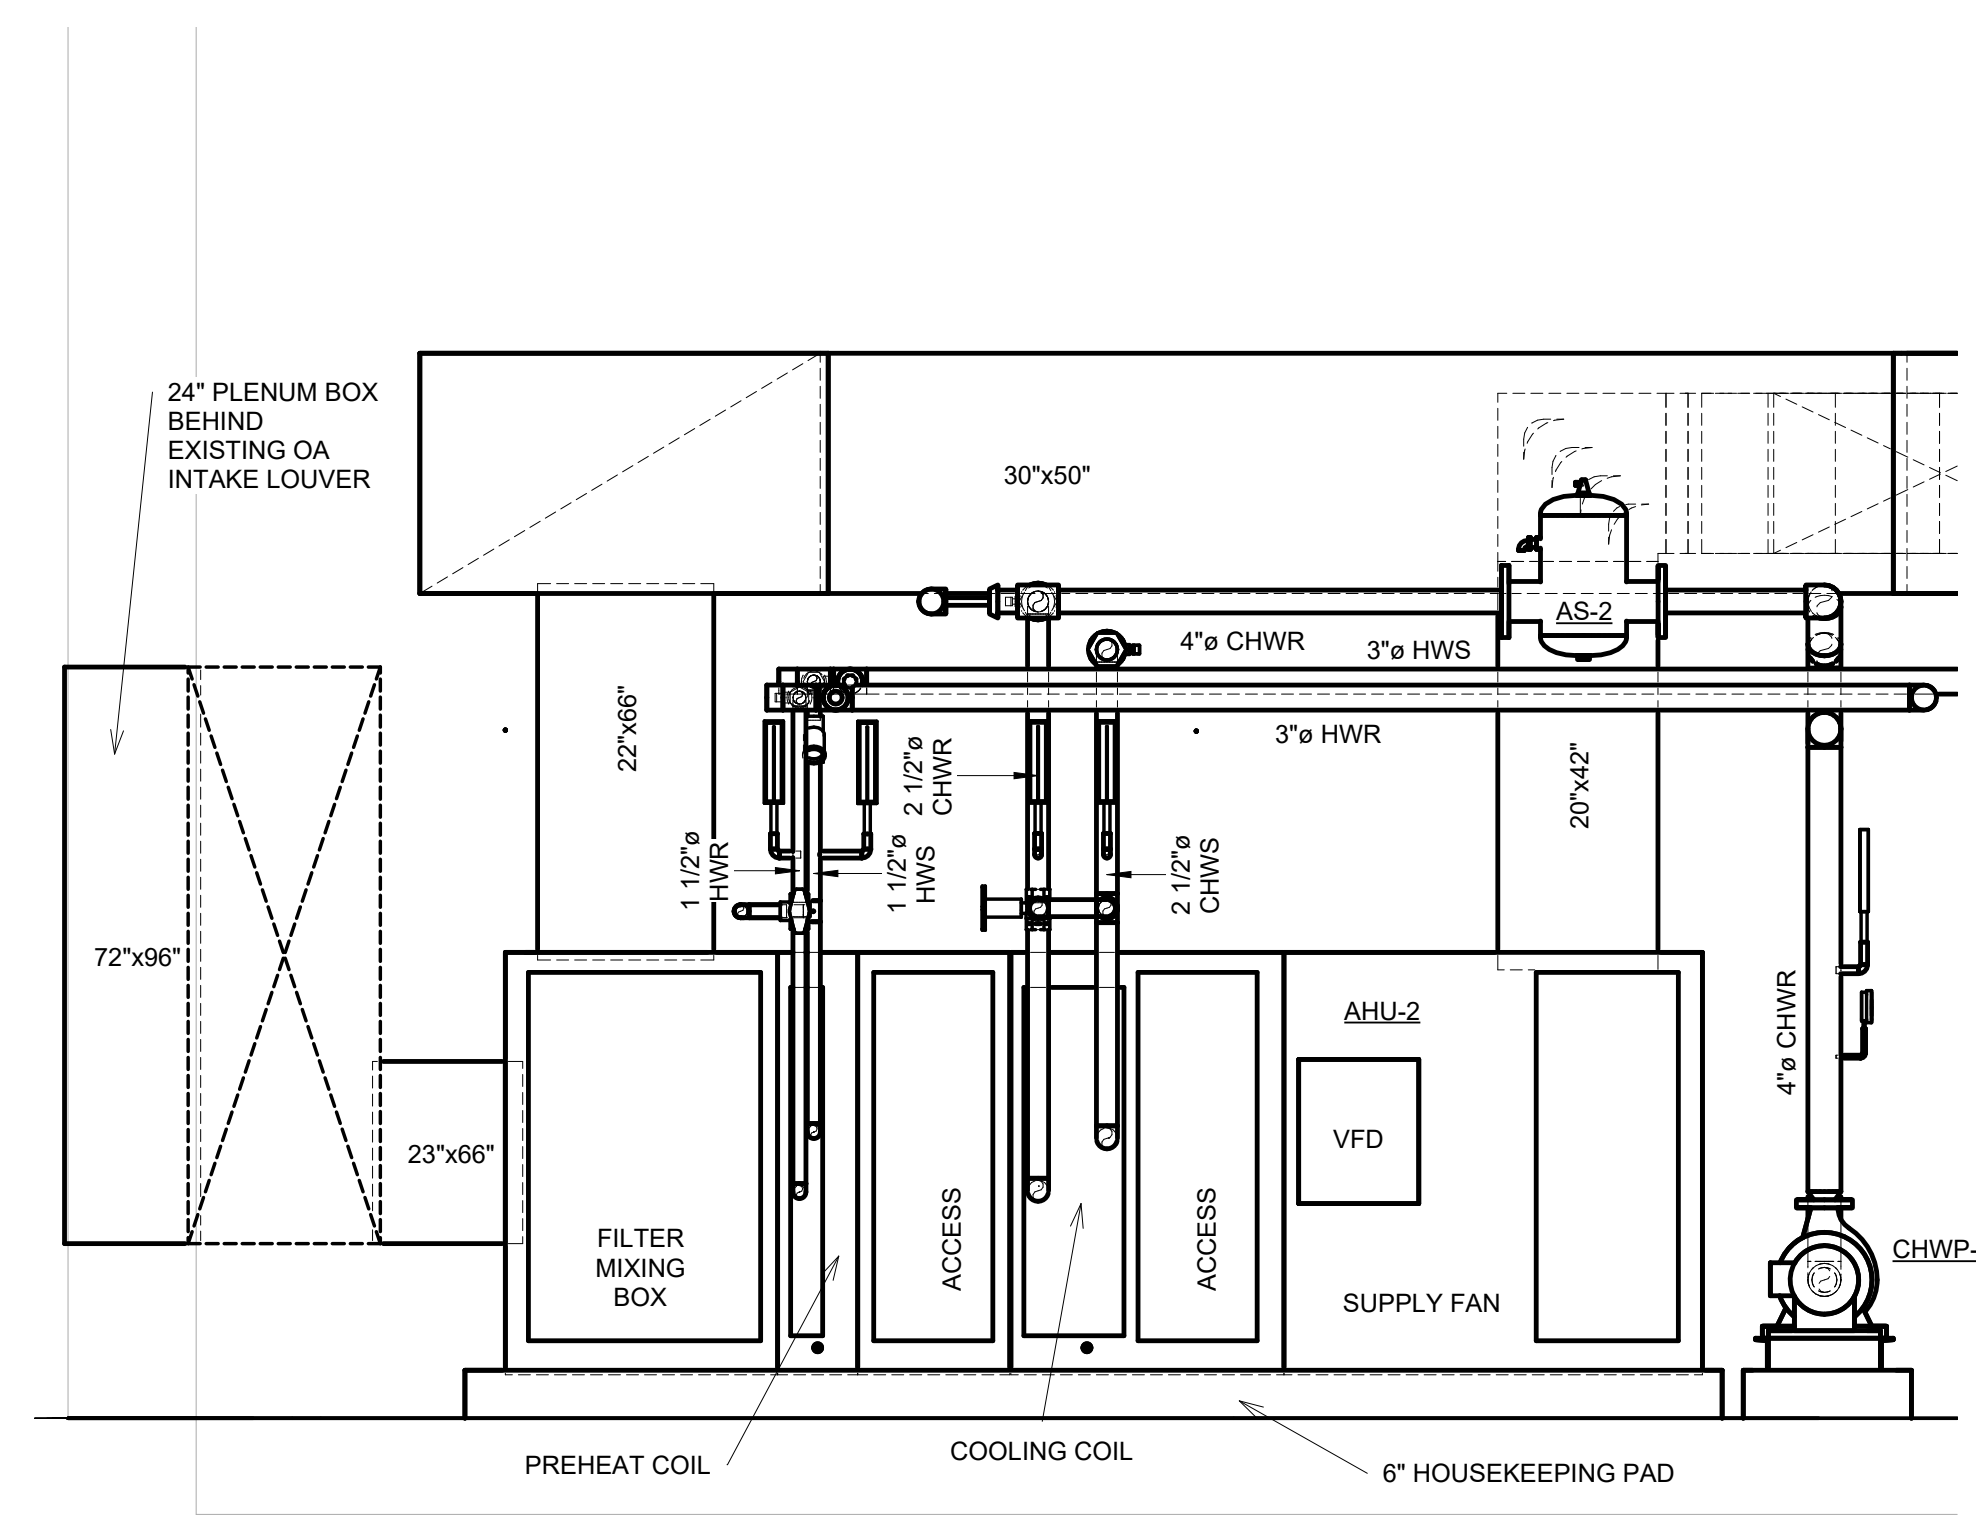 24" PLENUM BOX
BEHIND
EXISTING OA
INTAKE LOUVER
30"x50"
AS-2
4"ø CHWR
3"ø HWS
22"x66"
3"ø HWR
2 1/2"ø
CHWR
20"x42"
1 1/2"ø
HWR
1 1/2"ø
HWS
2 1/2"ø
CHWS
72"x96"
AHU-2
4"ø CHWR
VFD
23"x66"
FILTER
MIXING
BOX
ACCESS
ACCESS
SUPPLY FAN
CHWP-
PREHEAT COIL
COOLING COIL
6" HOUSEKEEPING PAD